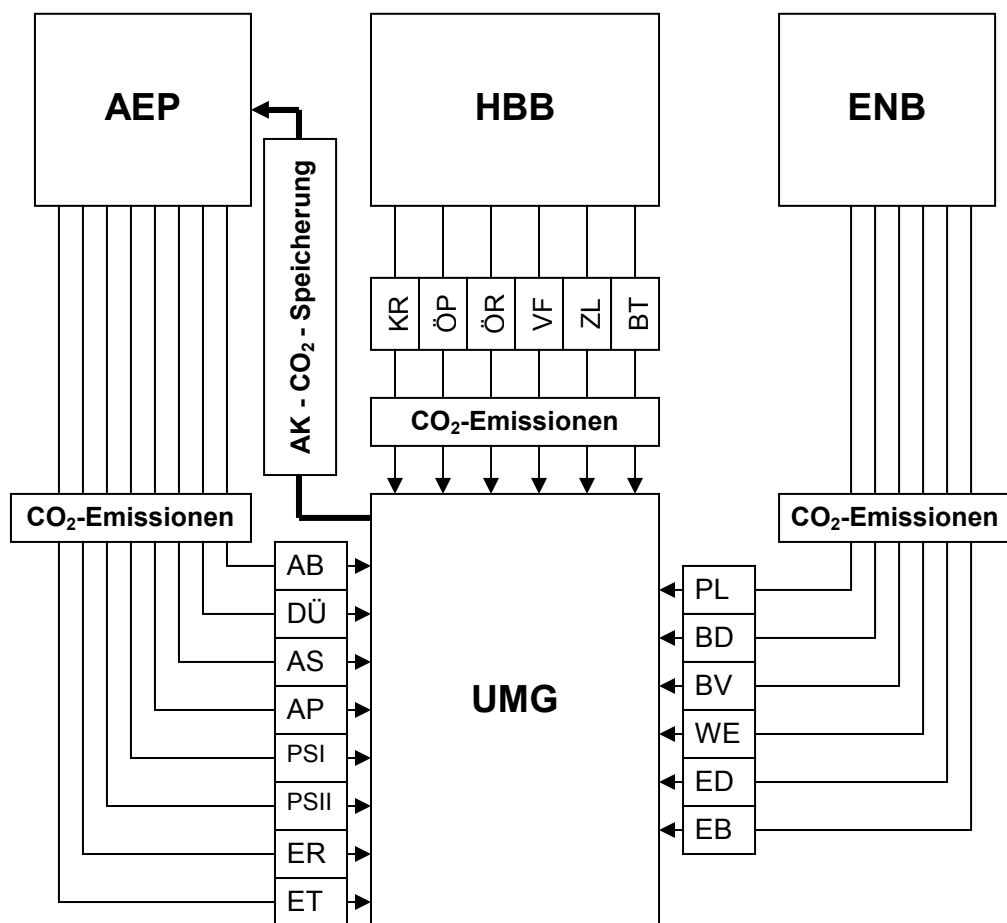 AEP
HBB
ENB
AK - CO₂ - Speicherung
KR
ÖP
ÖR
VF
ZL
BT
CO₂-Emissionen
CO₂-Emissionen
CO₂-Emissionen
AB
DÜ
AS
AP
PSI
PSII
ER
ET
UMG
PL
BD
BV
WE
ED
EB